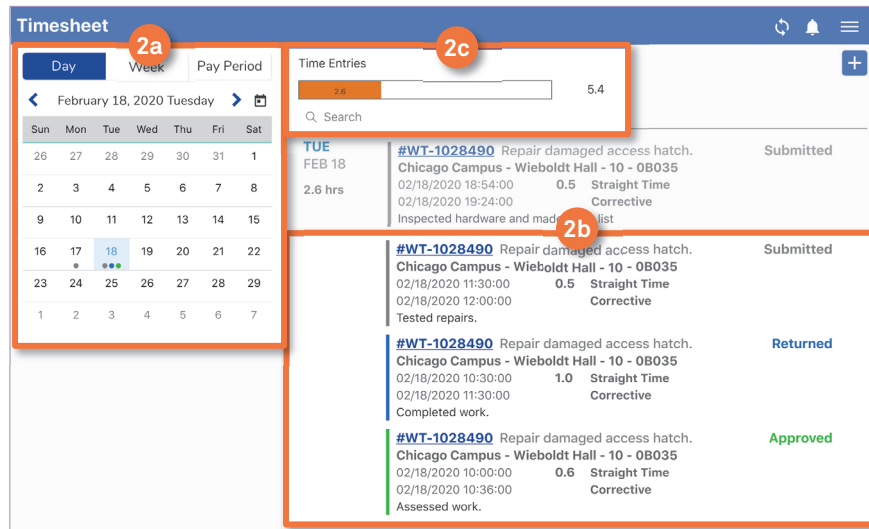 Timesheet
2a
Day Week Pay Period
February 18, 2020 Tuesday
Sun Mon Tue Wed Thu Fri Sat
26 27 28 29 30 31 1
2 3 4 5 6 7 8
9 10 11 12 13 14 15
16 17 18 19 20 21 22
23 24 25 26 27 28 29
1 2 3 4 5 6 7
2c
Time Entries
2.6 5.4
Search
TUE
FEB 18
2.6 hrs
#WT-1028490 Repair damaged access hatch. Submitted
Chicago Campus - Wieboldt Hall - 10 - 0B035
02/18/2020 18:54:00 0.5 Straight Time
02/18/2020 19:24:00 Corrective
Inspected hardware and made list
2b
#WT-1028490 Repair damaged access hatch. Submitted
Chicago Campus - Wieboldt Hall - 10 - 0B035
02/18/2020 11:30:00 0.5 Straight Time
02/18/2020 12:00:00 Corrective
Tested repairs.
#WT-1028490 Repair damaged access hatch. Returned
Chicago Campus - Wieboldt Hall - 10 - 0B035
02/18/2020 10:30:00 1.0 Straight Time
02/18/2020 11:30:00 Corrective
Completed work.
#WT-1028490 Repair damaged access hatch. Approved
Chicago Campus - Wieboldt Hall - 10 - 0B035
02/18/2020 10:00:00 0.6 Straight Time
02/18/2020 10:36:00 Corrective
Assessed work.